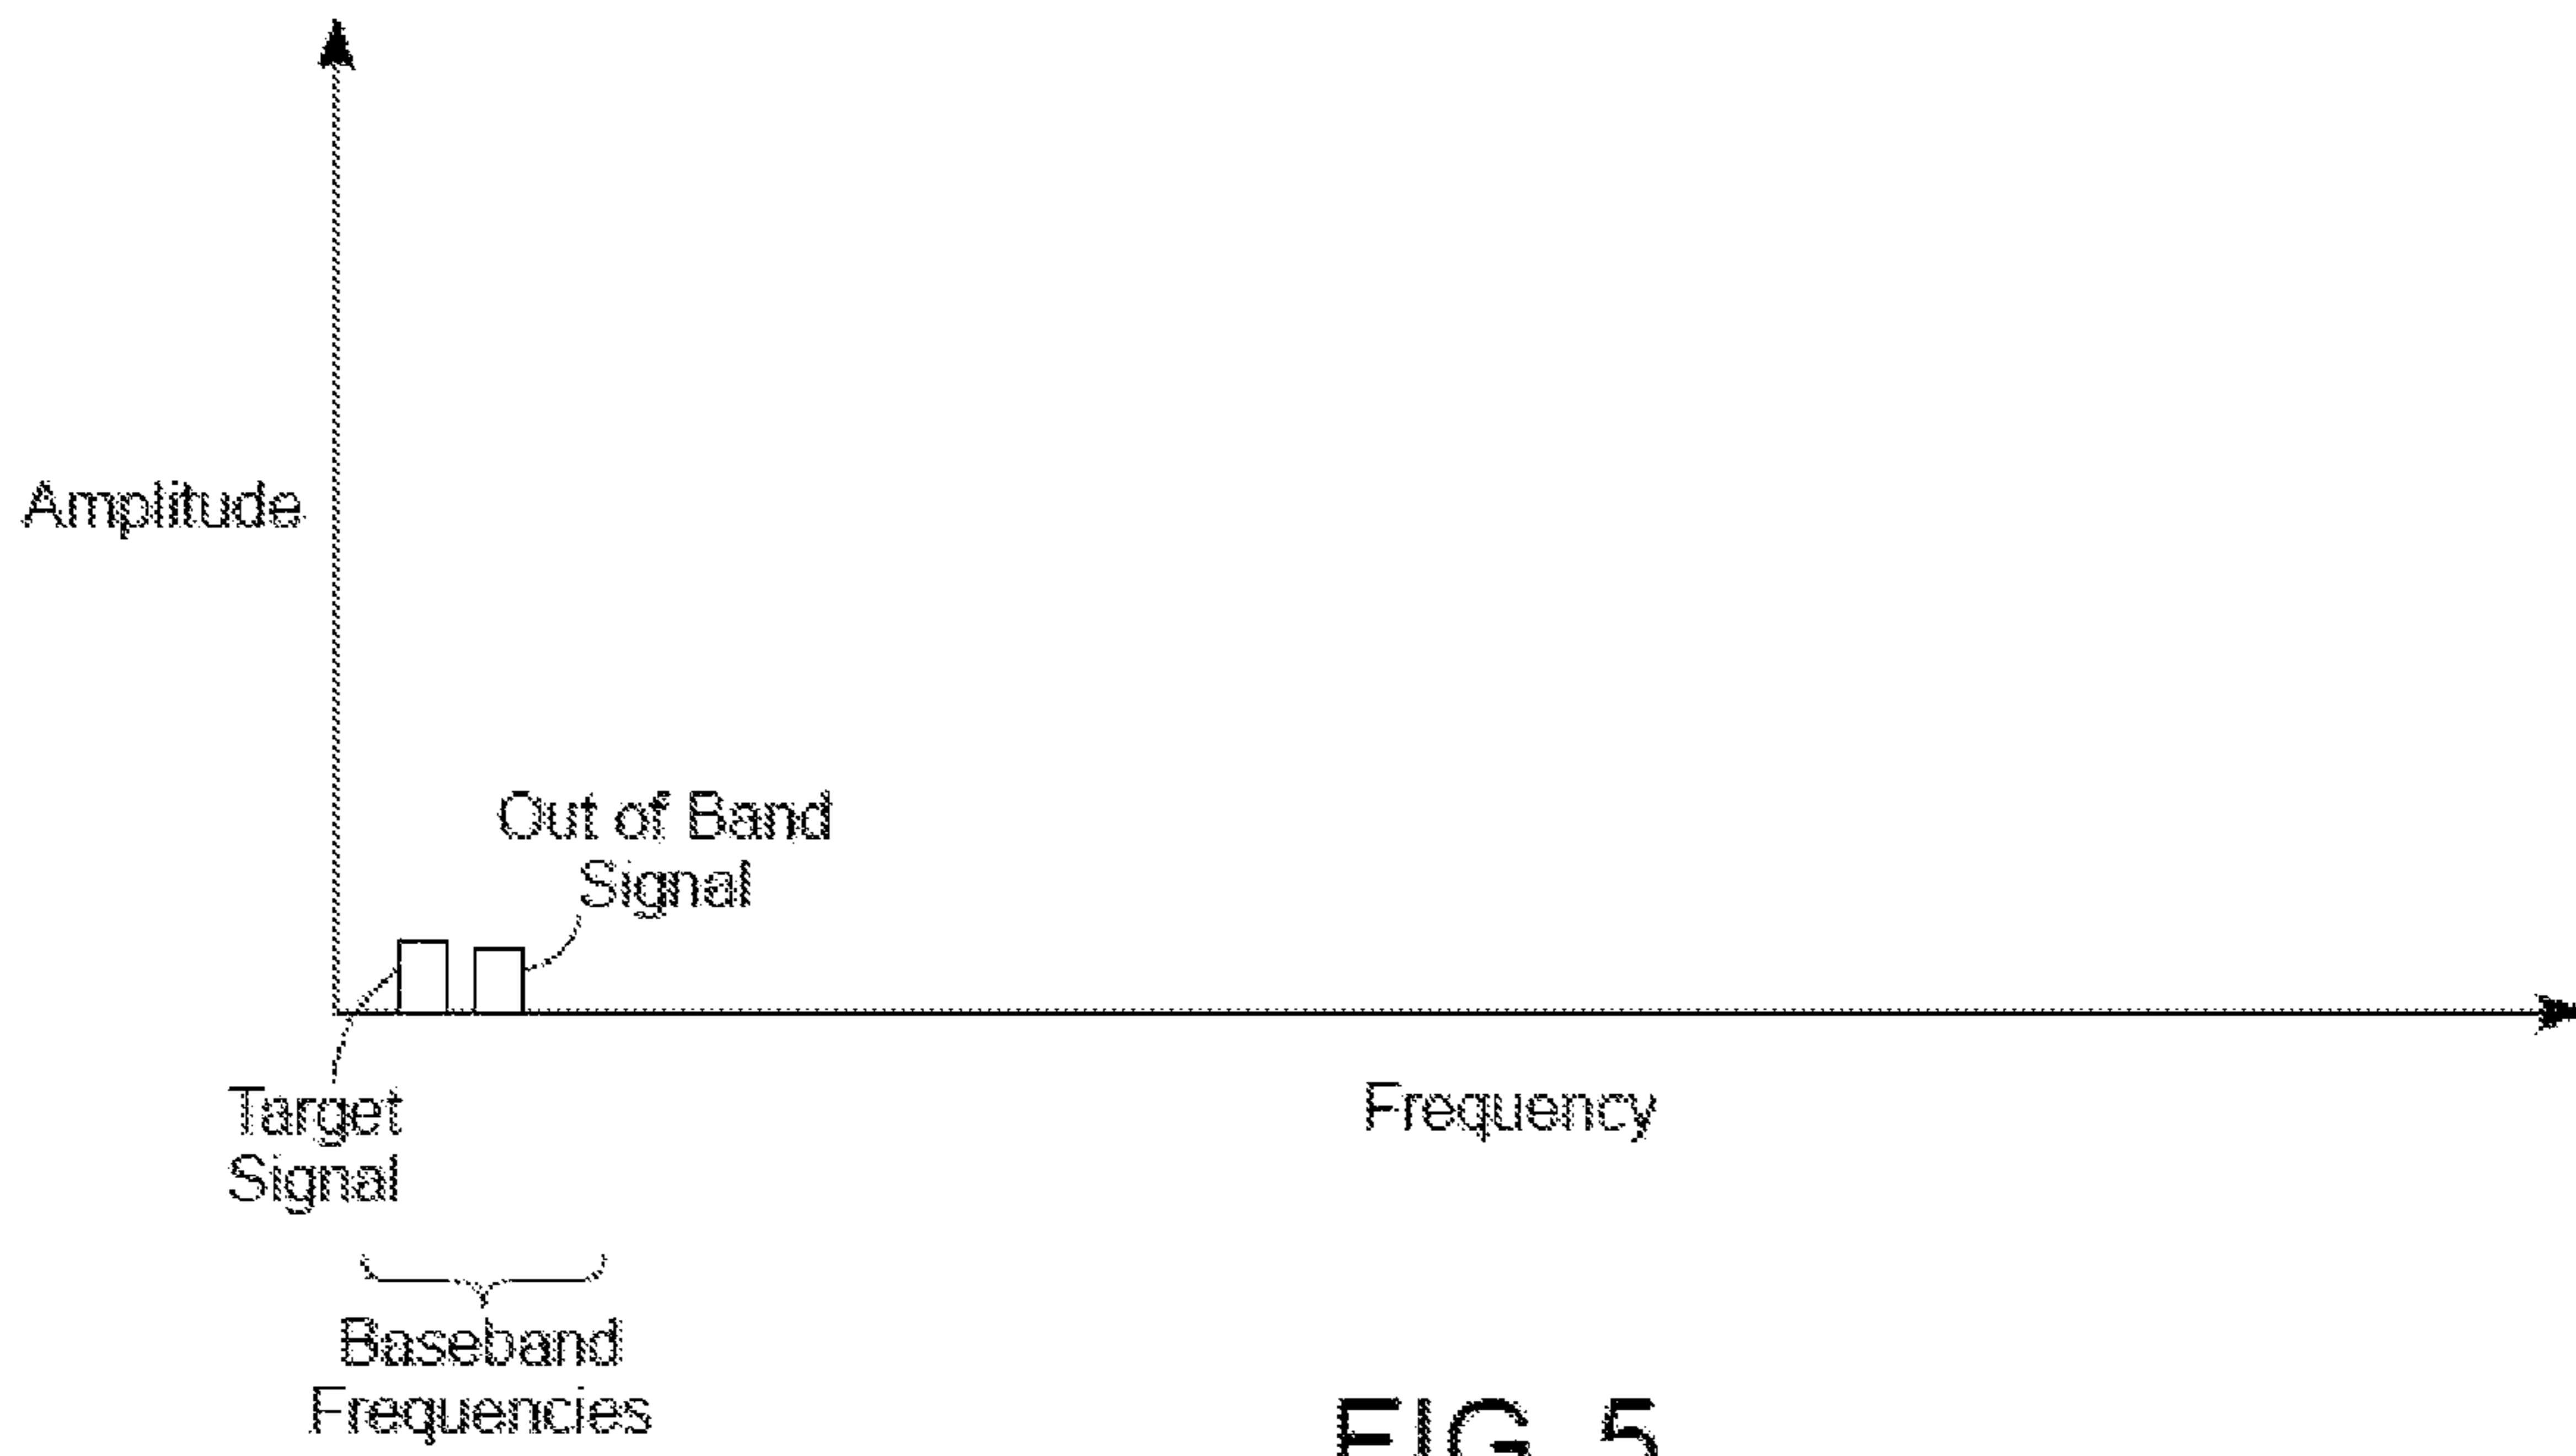 Amplitude
Out of Band
Signal
Target
Signal
Frequency
Baseband
Frequencies
FIG. 5